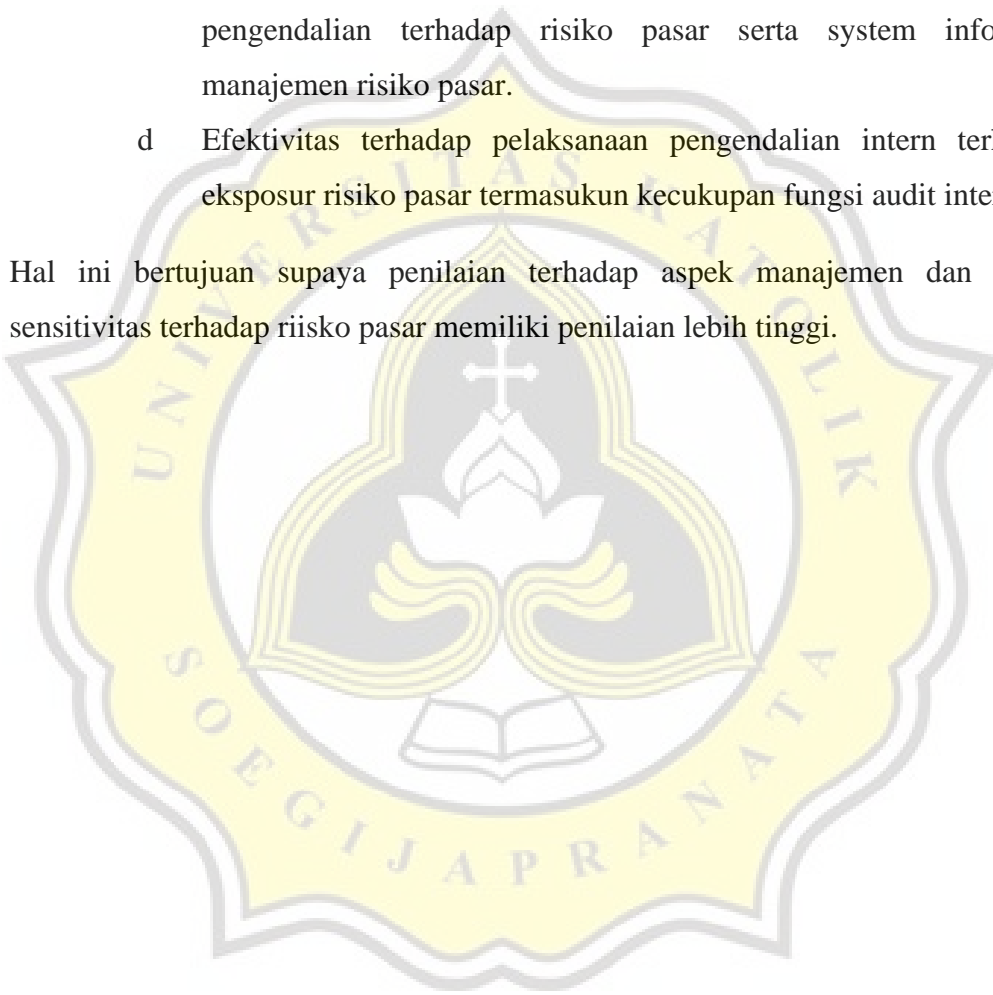 pengendalian terhadap risiko pasar serta system info
manajemen risiko pasar.
d Efektivitas terhadap pelaksanaan pengendalian intern terh
eksposur risiko pasar termasukun kecukupan fungsi audit inter
Hal ini bertujuan supaya penilaian terhadap aspek manajemen dan
sensitivitas terhadap riisko pasar memiliki penilaian lebih tinggi.
UNIVERSITAS KATOLIK
SOEGIJAPRANATA